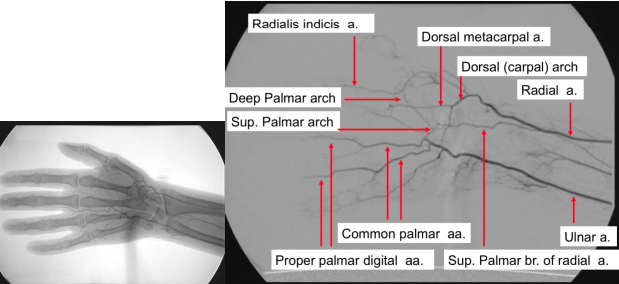 Radialis indicis a.
Dorsal metacarpal a.
Dorsal (carpal) arch
Radial a.
Deep Palmar arch
Sup. Palmar arch
Common palmar aa.
Ulnar a.
Proper palmar digital aa.
Sup. Palmar br. of radial a.